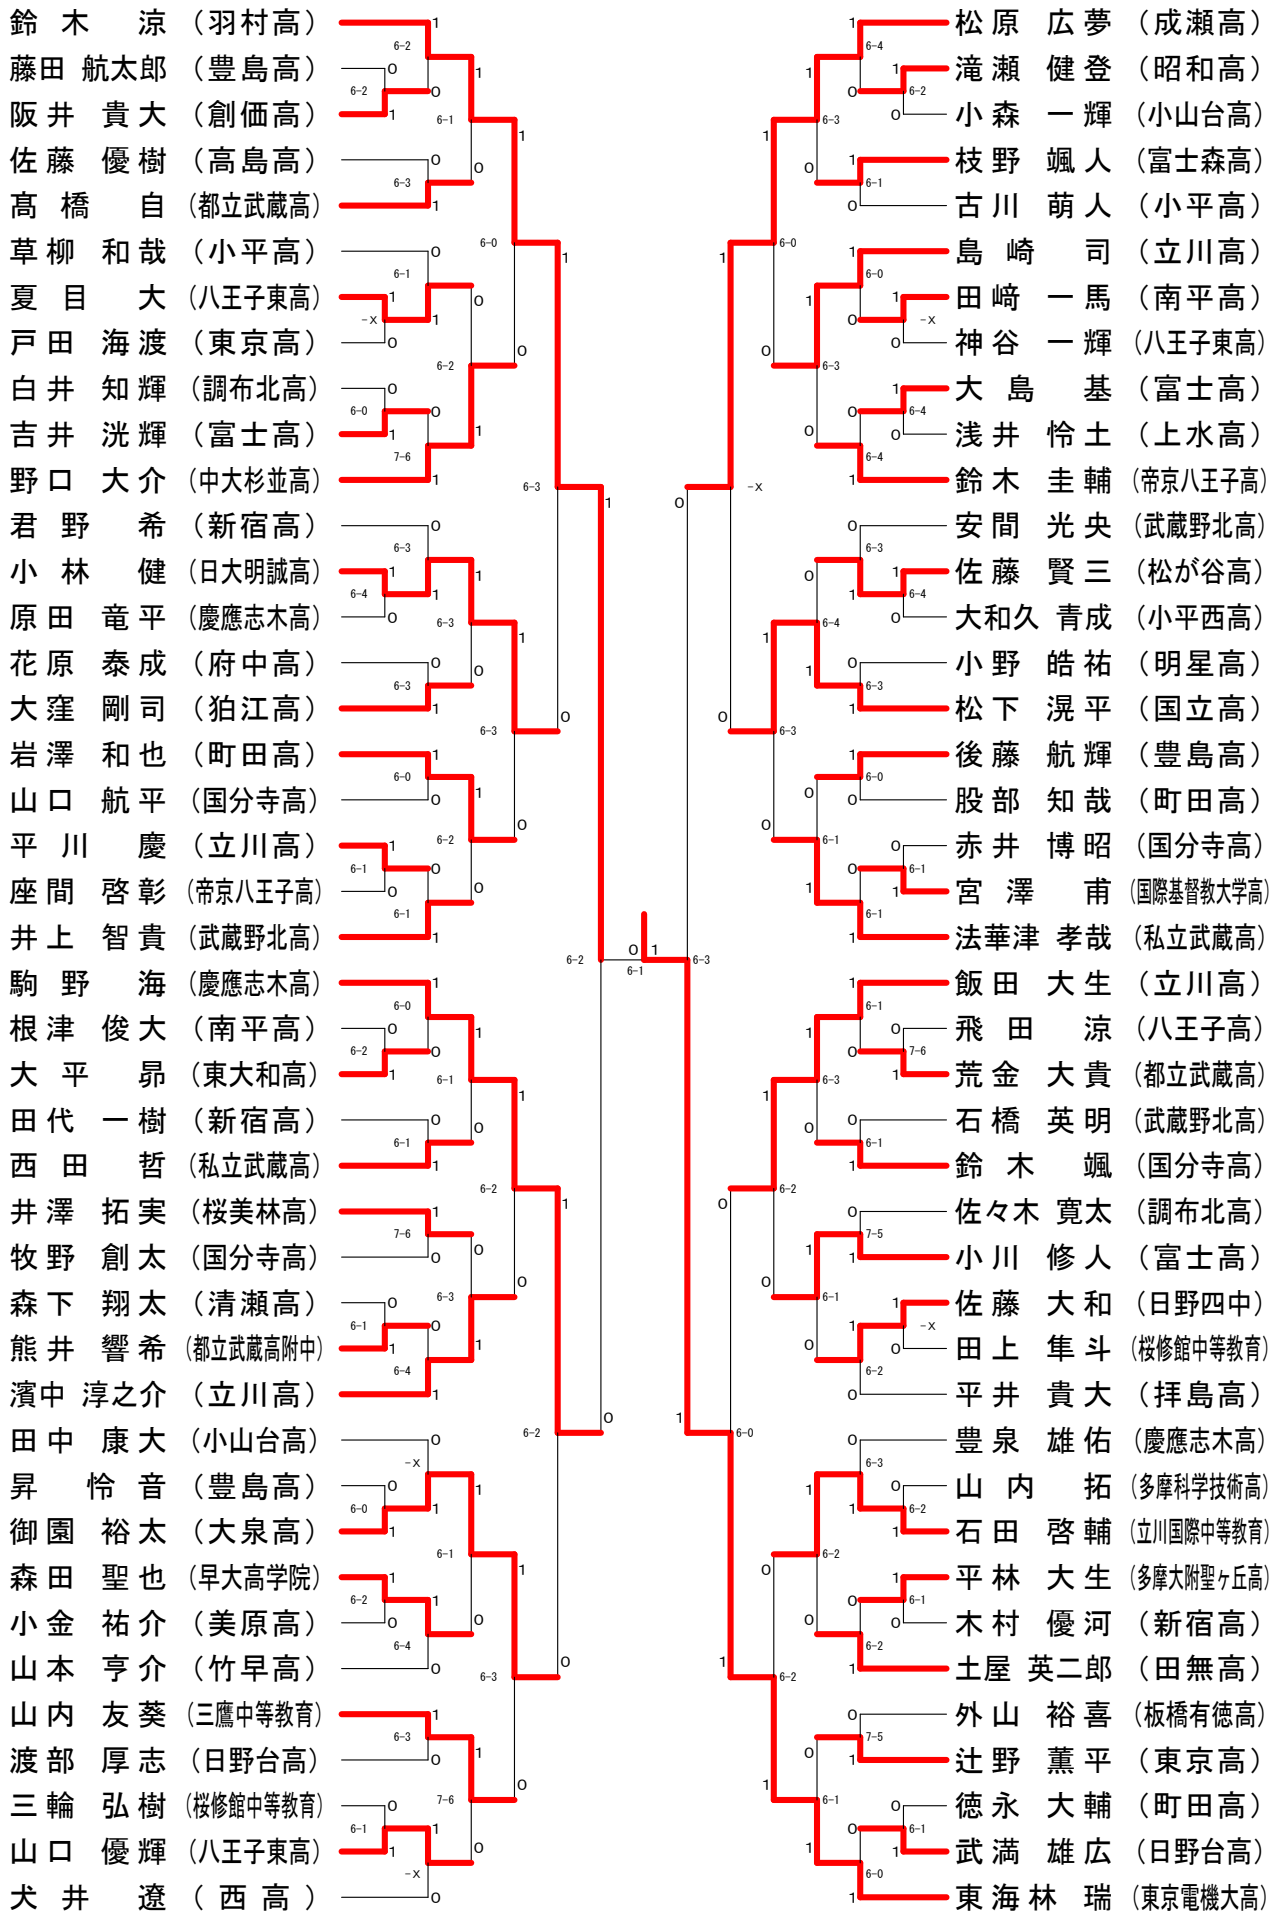 鈴木 涼 (羽村高)
藤田 航太郎 (豊島高)
阪井 貴大 (創価高)
佐藤 優樹 (高島高)
髙橋 自 (都立武蔵高)
草柳 和哉 (小平高)
夏目 大 (八王子東高)
戸田 海渡 (東京高)
白井 知輝 (調布北高)
吉井 洸輝 (富士高)
野口 大介 (中大杉並高)
君野 希 (新宿高)
小林 健 (日大明誠高)
原田 竜平 (慶應志木高)
花原 泰成 (府中高)
大窪 剛司 (狛江高)
岩澤 和也 (町田高)
山口 航平 (国分寺高)
平川 慶 (立川高)
座間 啓彰 (帝京八王子高)
井上 智貴 (武蔵野北高)
駒野 海 (慶應志木高)
根津 俊大 (南平高)
大平 昴 (東大和高)
田代 一樹 (新宿高)
西田 哲 (私立武蔵高)
井澤 拓実 (桜美林高)
牧野 創太 (国分寺高)
森下 翔太 (清瀬高)
熊井 響希 (都立武蔵高附中)
濱中 淳之介 (立川高)
田中 康大 (小山台高)
昇 怜音 (豊島高)
御園 裕太 (大泉高)
森田 聖也 (早大高学院)
小金 祐介 (美原高)
山本 亨介 (竹早高)
山内 友葵 (三鷹中等教育)
渡部 厚志 (日野台高)
三輪 弘樹 (桜修館中等教育)
山口 優輝 (八王子東高)
犬井 遼 (西高)
松原 広夢 (成瀬高)
滝瀬 健登 (昭和高)
小森 一輝 (小山台高)
枝野 颯人 (富士森高)
古川 萌人 (小平高)
島崎 司 (立川高)
田﨑 一馬 (南平高)
神谷 一輝 (八王子東高)
大島 基 (富士高)
浅井 怜土 (上水高)
鈴木 圭輔 (帝京八王子高)
安間 光央 (武蔵野北高)
佐藤 賢三 (松が谷高)
大和久 青成 (小平西高)
小野 皓祐 (明星高)
松下 滉平 (国立高)
後藤 航輝 (豊島高)
股部 知哉 (町田高)
赤井 博昭 (国分寺高)
宮澤 甫 (国際基督教大学高)
法華津 孝哉 (私立武蔵高)
飯田 大生 (立川高)
飛田 涼 (八王子高)
荒金 大貴 (都立武蔵高)
石橋 英明 (武蔵野北高)
鈴木 颯 (国分寺高)
佐々木 寛太 (調布北高)
小川 修人 (富士高)
佐藤 大和 (日野四中)
田上 隼斗 (桜修館中等教育)
平井 貴大 (拝島高)
豊泉 雄佑 (慶應志木高)
山内 拓 (多摩科学技術高)
石田 啓輔 (立川国際中等教育)
平林 大生 (多摩大附聖ヶ丘高)
木村 優河 (新宿高)
土屋 英二郎 (田無高)
外山 裕喜 (板橋有徳高)
辻野 薫平 (東京高)
徳永 大輔 (町田高)
武満 雄広 (日野台高)
東海林 瑞 (東京電機大高)